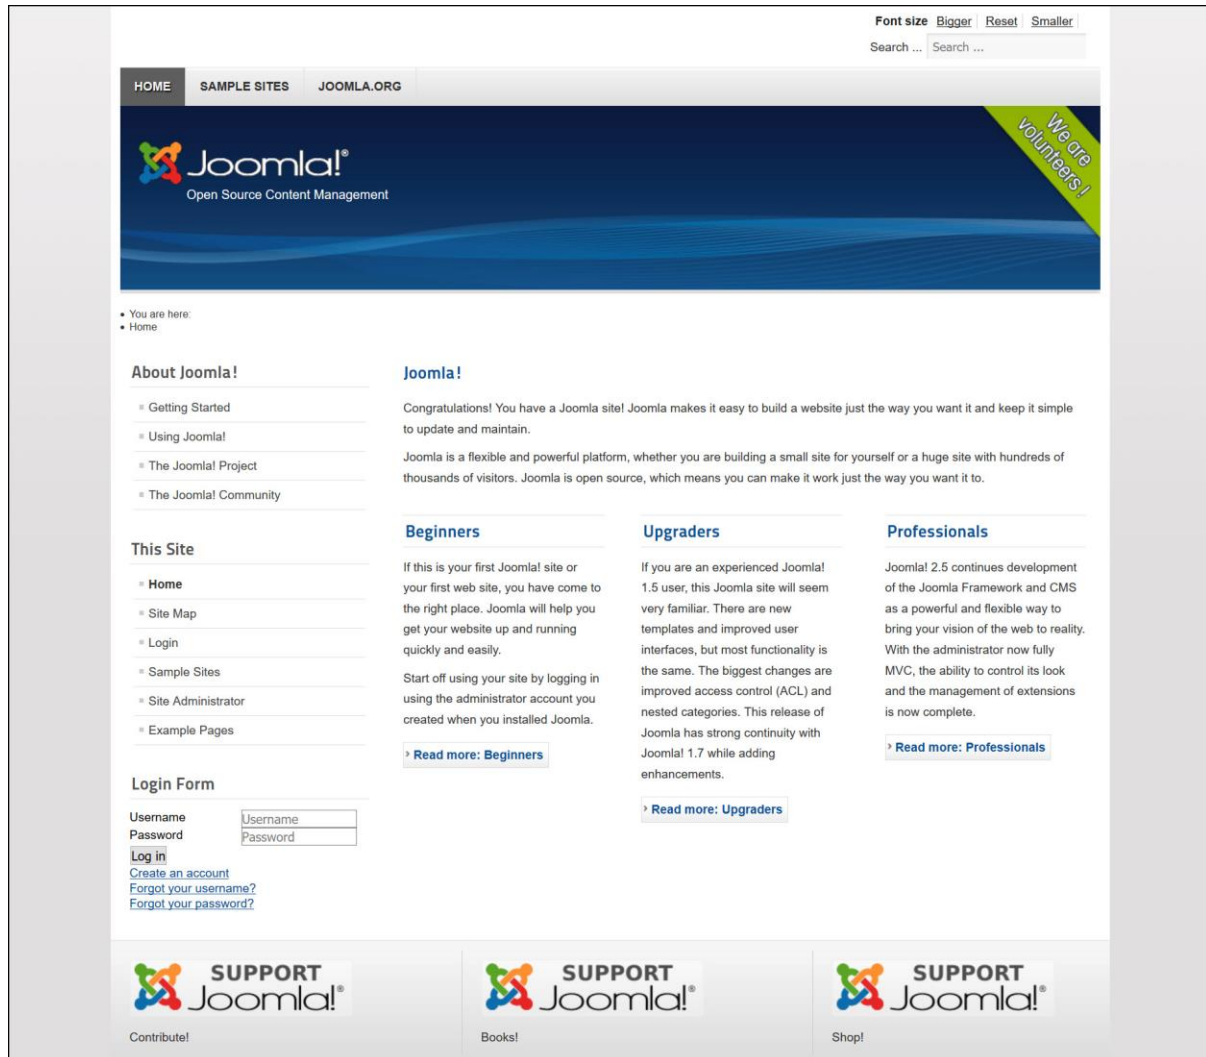 Font size Bigger Reset Smaller
Search ... Search ...
HOME SAMPLE SITES JOOMLA.ORG
Joomla!®
Open Source Content Management
We are
volunteers!
You are here:
Home
About Joomla!
Getting Started
Using Joomla!
The Joomla! Project
The Joomla! Community
This Site
Home
Site Map
Login
Sample Sites
Site Administrator
Example Pages
Login Form
Username Username
Password Password
Log in
Create an account
Forgot your username?
Forgot your password?
Joomla!
Congratulations! You have a Joomla site! Joomla makes it easy to build a website just the way you want it and keep it simple
to update and maintain.
Joomla is a flexible and powerful platform, whether you are building a small site for yourself or a huge site with hundreds of
thousands of visitors. Joomla is open source, which means you can make it work just the way you want it to.
Beginners
If this is your first Joomla! site or
your first web site, you have come to
the right place. Joomla will help you
get your website up and running
quickly and easily.
Start off using your site by logging in
using the administrator account you
created when you installed Joomla.
Read more: Beginners
Upgraders
If you are an experienced Joomla!
1.5 user, this Joomla site will seem
very familiar. There are new
templates and improved user
interfaces, but most functionality is
the same. The biggest changes are
improved access control (ACL) and
nested categories. This release of
Joomla has strong continuity with
Joomla! 1.7 while adding
enhancements.
Read more: Upgraders
Professionals
Joomla! 2.5 continues development
of the Joomla Framework and CMS
as a powerful and flexible way to
bring your vision of the web to reality.
With the administrator now fully
MVC, the ability to control its look
and the management of extensions
is now complete.
Read more: Professionals
SUPPORT
Joomla!®
Contribute!
SUPPORT
Joomla!®
Books!
SUPPORT
Joomla!®
Shop!